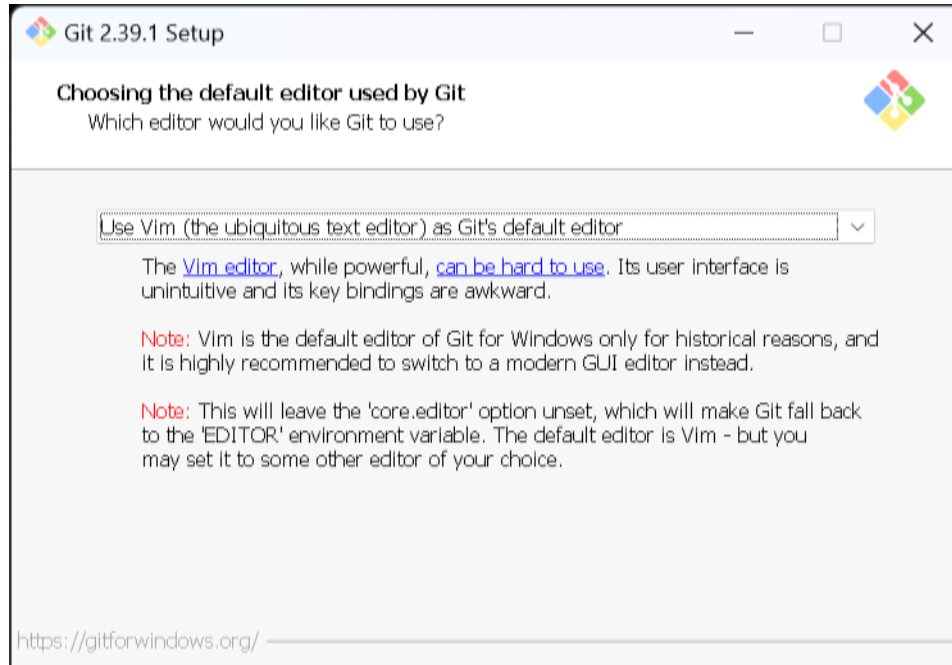 Git 2.39.1 Setup
Choosing the default editor used by Git
Which editor would you like Git to use?
Use Vim (the ubiquitous text editor) as Git's default editor
The Vim editor, while powerful, can be hard to use. Its user interface is
unintuitive and its key bindings are awkward.
Note: Vim is the default editor of Git for Windows only for historical reasons, and
it is highly recommended to switch to a modern GUI editor instead.
Note: This will leave the 'core.editor' option unset, which will make Git fall back
to the 'EDITOR' environment variable. The default editor is Vim - but you
may set it to some other editor of your choice.
https://gitforwindows.org/